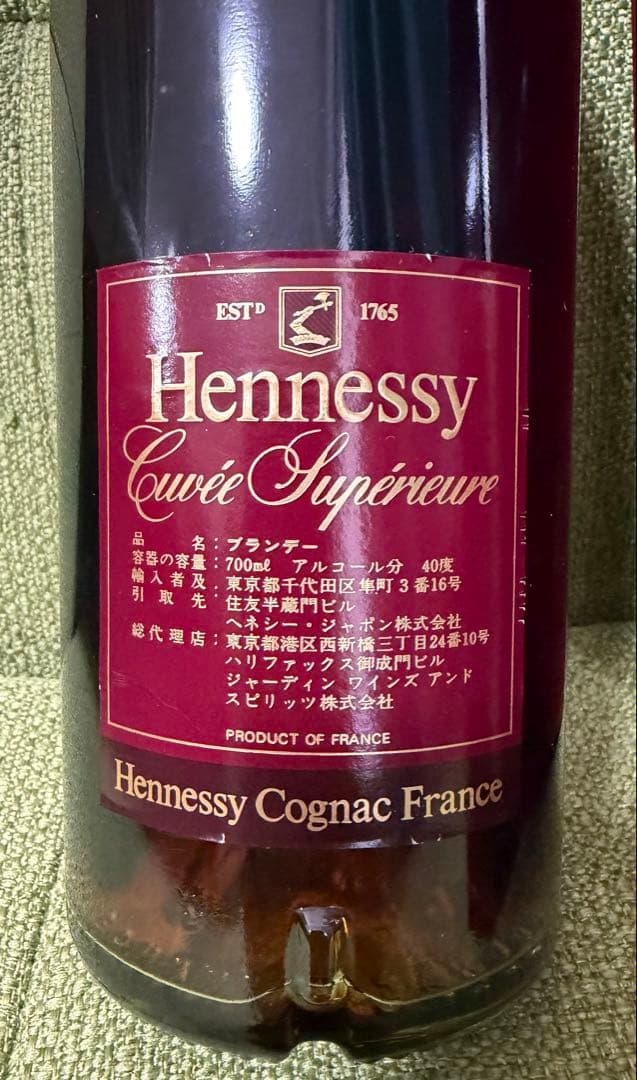 ESTD 1765
Hennessy
Cuvée Supérieure
品名：ブランデー
容器の容量：700ml アルコール分 40度
輸入者及 東京都千代田区隼町3番16号
引取先：住友半蔵門ビル
ヘネシー・ジャポン株式会社
総代理店：東京都港区西新橋三丁目24番10号
ハリファックス御成門ビル
ジャーディン ワインズ アンド
スピリッツ株式会社
PRODUCT OF FRANCE
Hennessy Cognac France